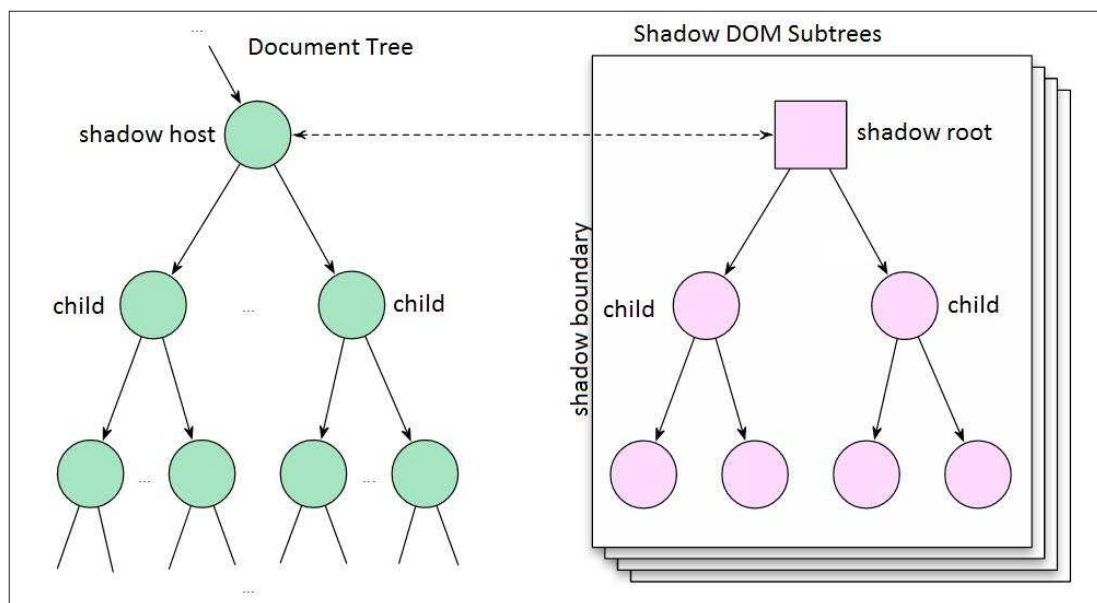 ...
Document Tree
Shadow DOM Subtrees
shadow host
shadow root
shadow boundary
child
...
child
child
child
...
...
...